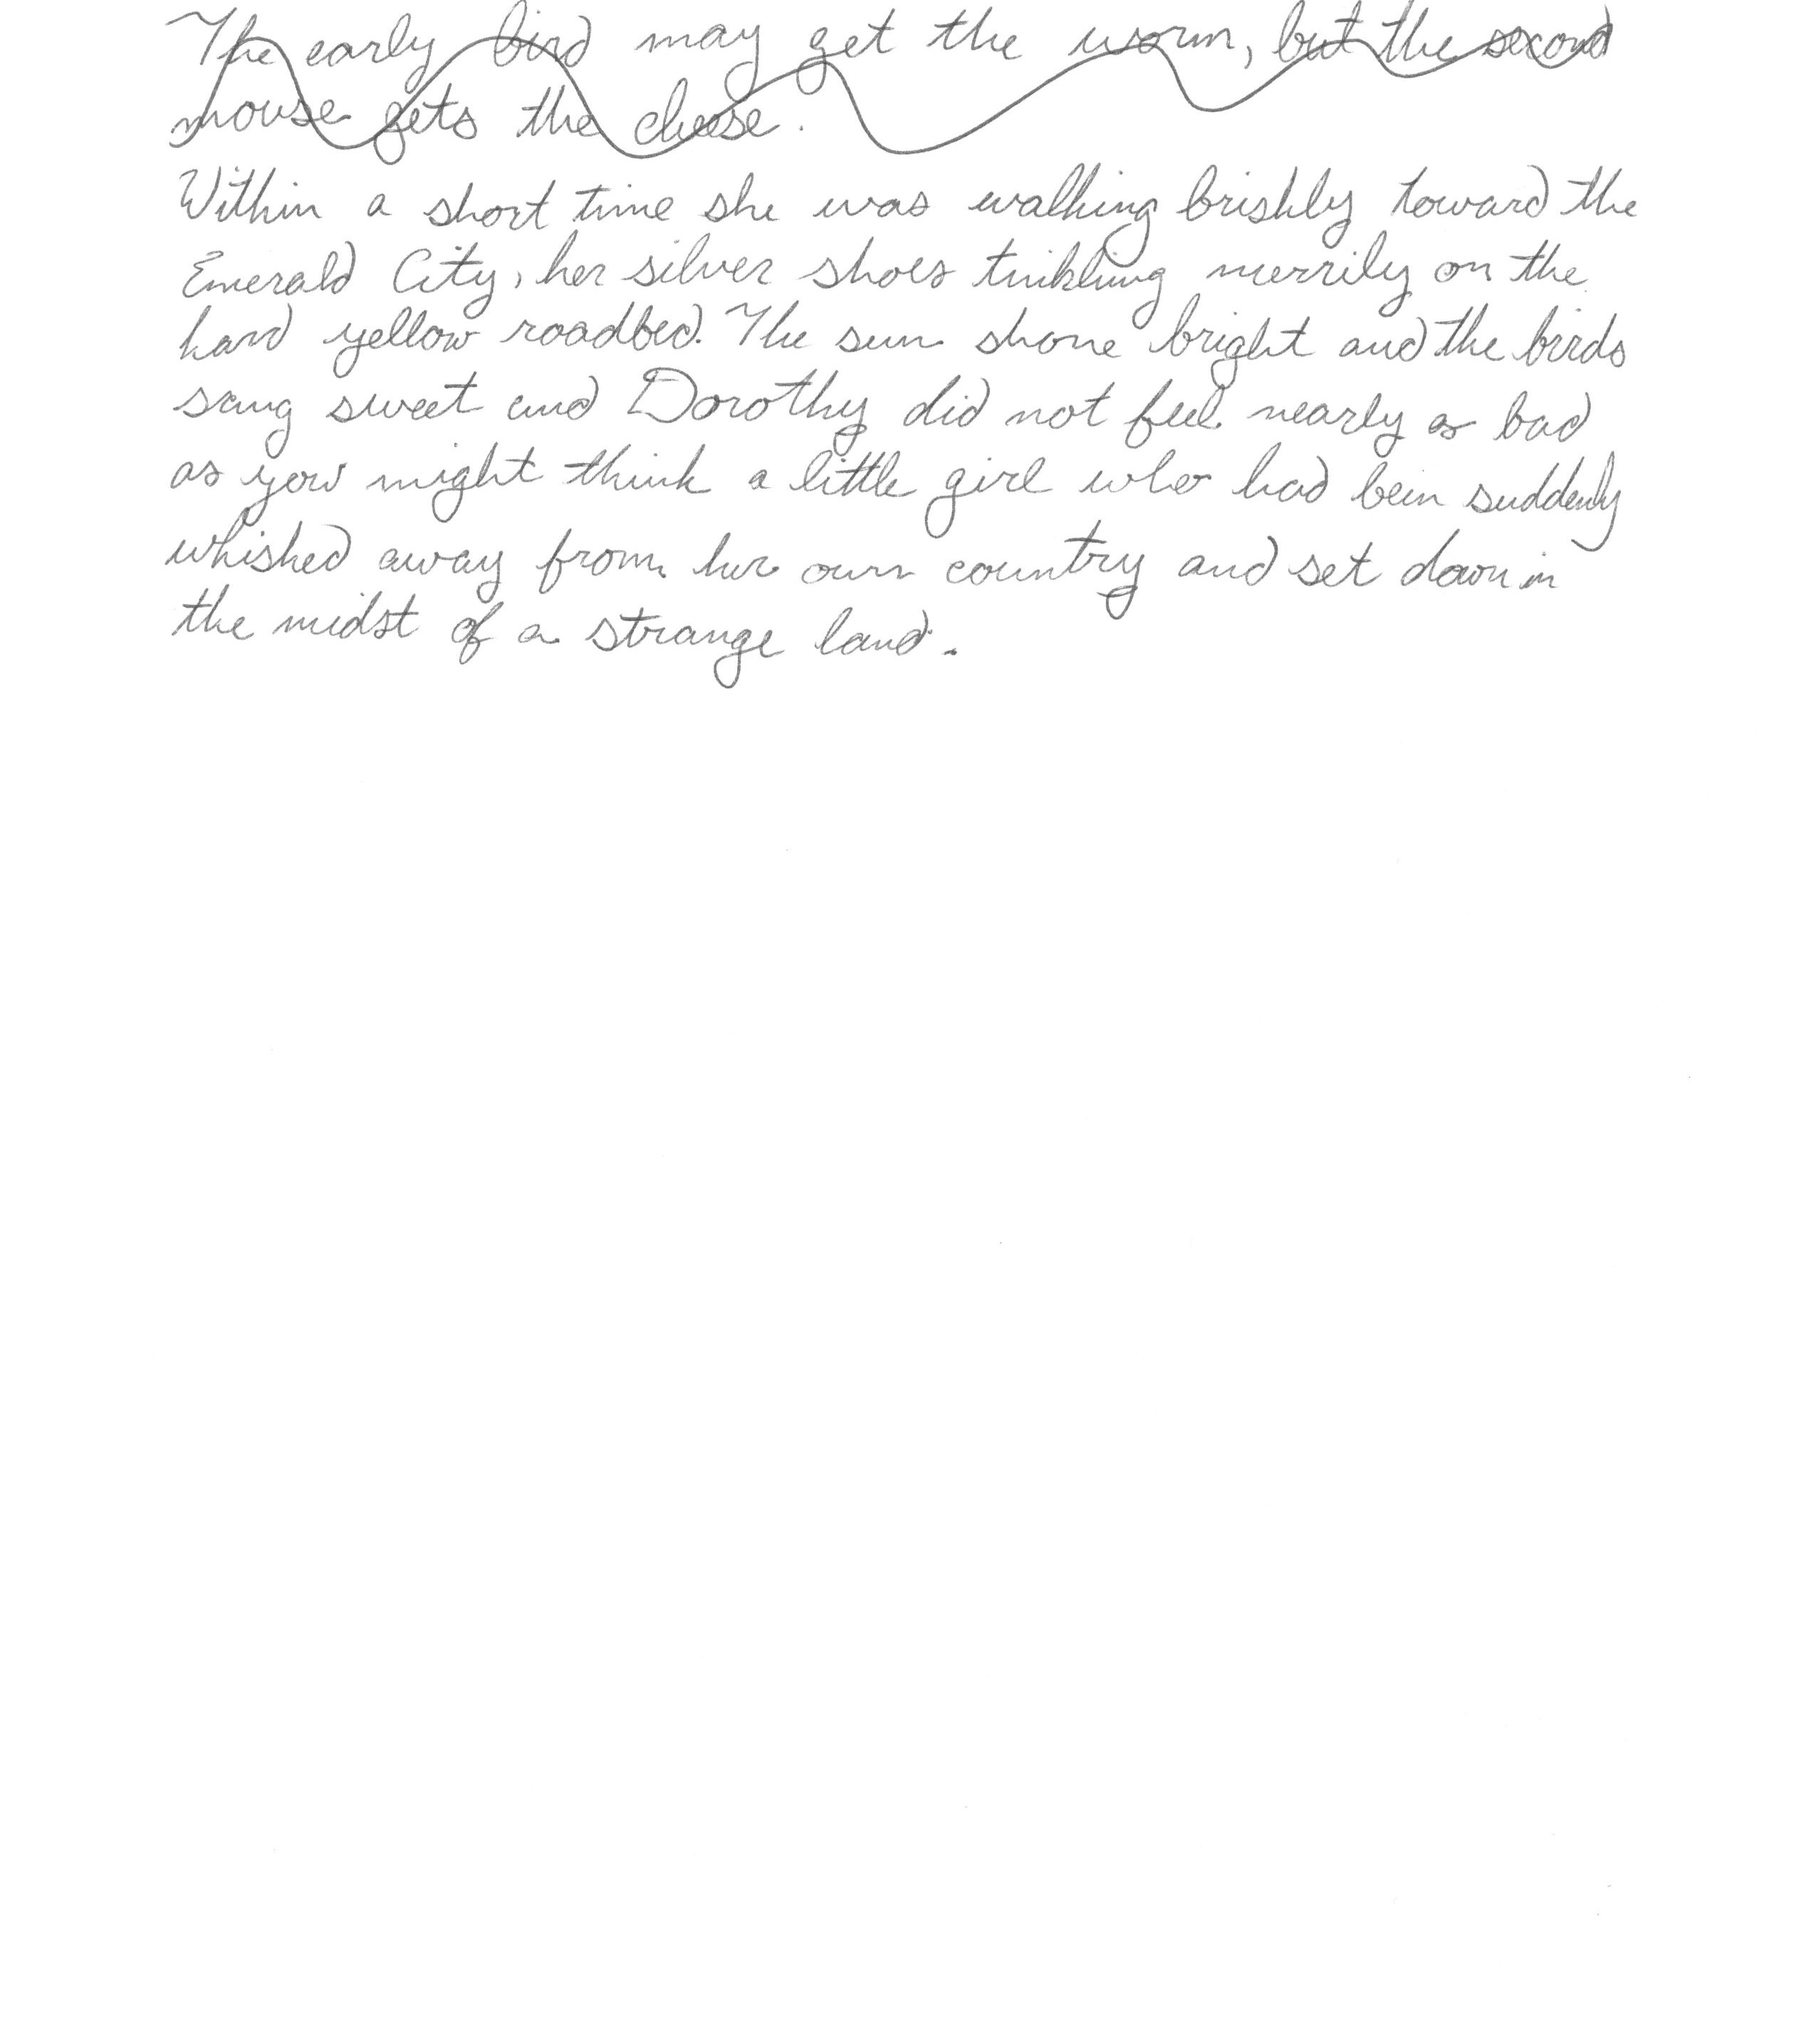 The early bird may get the worm, but the second
mouse gets the cheese.
Within a short time she was walking briskly toward the
Emerald City, her silver shoes tinkling merrily on the
hard yellow roadbed. The sun shone bright and the birds
sang sweet and Dorothy did not feel nearly as bad
as you might think a little girl who had been suddenly
whished away from her own country and set down in
the midst of a strange land.